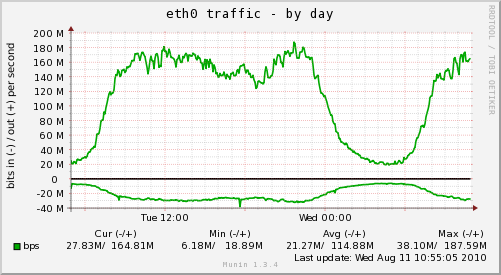 eth0 traffic - by day
RRDTOOL / TOBI OETIKER
bits in (-) / out (+) per second
200 M
180 M
160 M
140 M
120 M
100 M
80 M
60 M
40 M
20 M
0
-20 M
-40 M
Tue 12:00 Wed 00:00
Cur (-/+) Min (-/+) Avg (-/+) Max (-/+)
bps 27.83M/ 164.81M 6.18M/ 18.89M 21.27M/ 114.88M 38.10M/ 187.59M
Last update: Wed Aug 11 10:55:05 2010
Munin 1.3.4